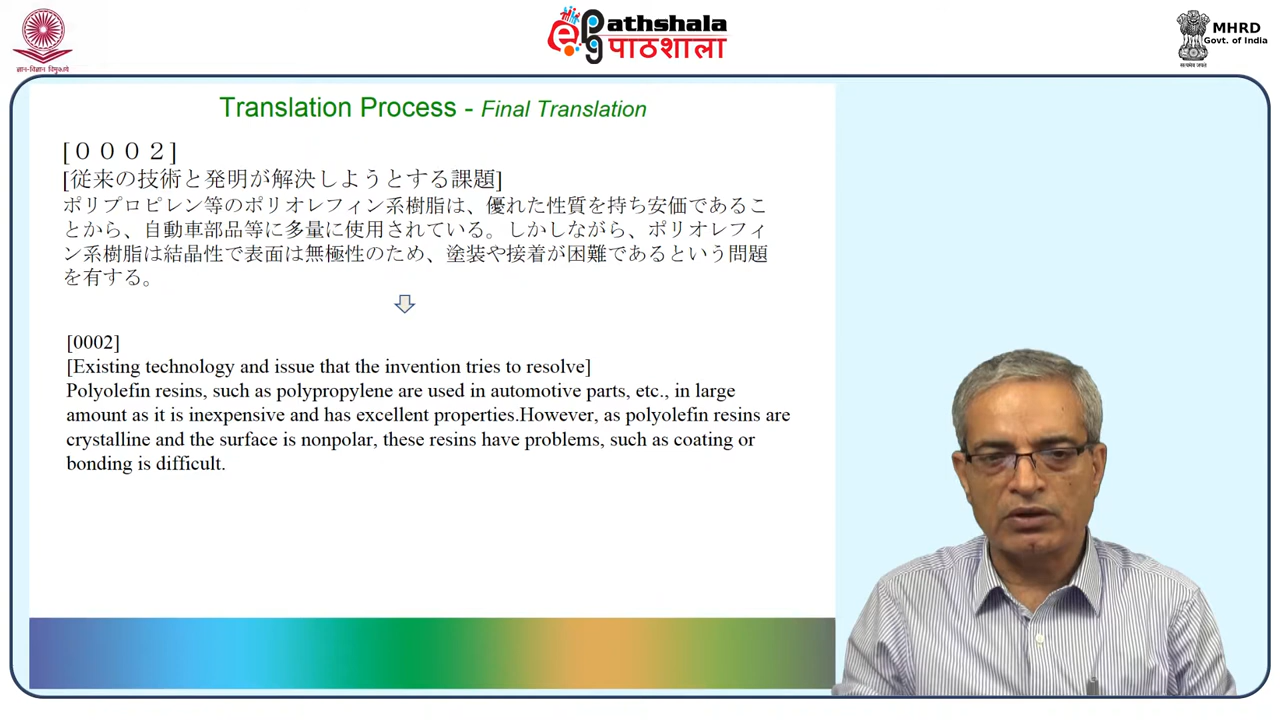 ज्ञान-विज्ञान विमुक्तये
ePathshala
पाठशाला
सत्यमेव जयते
MHRD
Govt. of India
Translation Process - Final Translation
[０００２]
[従来の技術と発明が解決しようとする課題]
ポリプロピレン等のポリオレフィン系樹脂は、優れた性質を持ち安価であるこ
とから、自動車部品等に多量に使用されている。しかしながら、ポリオレフィ
ン系樹脂は結晶性で表面は無極性のため、塗装や接着が困難であるという問題
を有する。
[0002]
[Existing technology and issue that the invention tries to resolve]
Polyolefin resins, such as polypropylene are used in automotive parts, etc., in large
amount as it is inexpensive and has excellent properties.However, as polyolefin resins are
crystalline and the surface is nonpolar, these resins have problems, such as coating or
bonding is difficult.